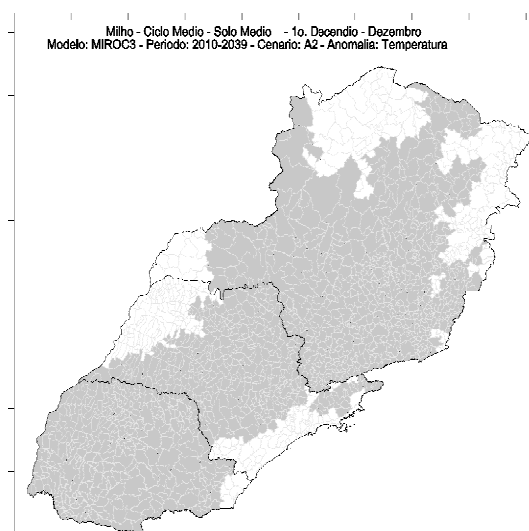 Milho - Ciclo Medio - Solo Medio - 1o. Decendio - Dezembro
Modelo: MIROC3 - Periodo: 2010-2039 - Cenario: A2 - Anomalia: Temperatura